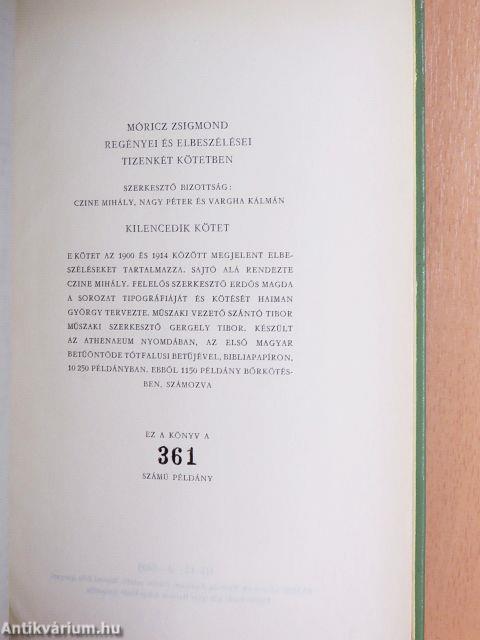 MÓRICZ ZSIGMOND
REGÉNYEI ÉS ELBESZÉLÉSEI
TIZENKÉT KÖTETBEN
SZERKESZTŐ BIZOTTSÁG:
CZINE MIHÁLY, NAGY PÉTER ÉS VARGHA KÁLMÁN
KILENCEDIK KÖTET
E KÖTET AZ 1900 ÉS 1914 KÖZÖTT MEGJELENT ELBE-
SZÉLÉSEKET TARTALMAZZA. SAJTÓ ALÁ RENDEZTE
CZINE MIHÁLY. FELELŐS SZERKESZTŐ ERDŐS MAGDA
A SOROZAT TIPOGRÁFIÁJÁT ÉS KÖTÉSÉT HAIMAN
GYÖRGY TERVEZTE. MŰSZAKI VEZETŐ SZÁNTÓ TIBOR
MŰSZAKI SZERKESZTŐ GERGELY TIBOR. KÉSZÜLT
AZ ATHENAEUM NYOMDÁBAN, AZ ELSŐ MAGYAR
BETŰÖNTÖDE TÓTFALUSI BETŰJÉVEL, BIBLIAPAPÍRON,
10 250 PÉLDÁNYBAN. EBBŐL 1150 PÉLDÁNY BŐRKÖTÉS-
BEN, SZÁMOZVA
EZ A KÖNYV A
361
SZÁMÚ PÉLDÁNY
Antikvárium.hu